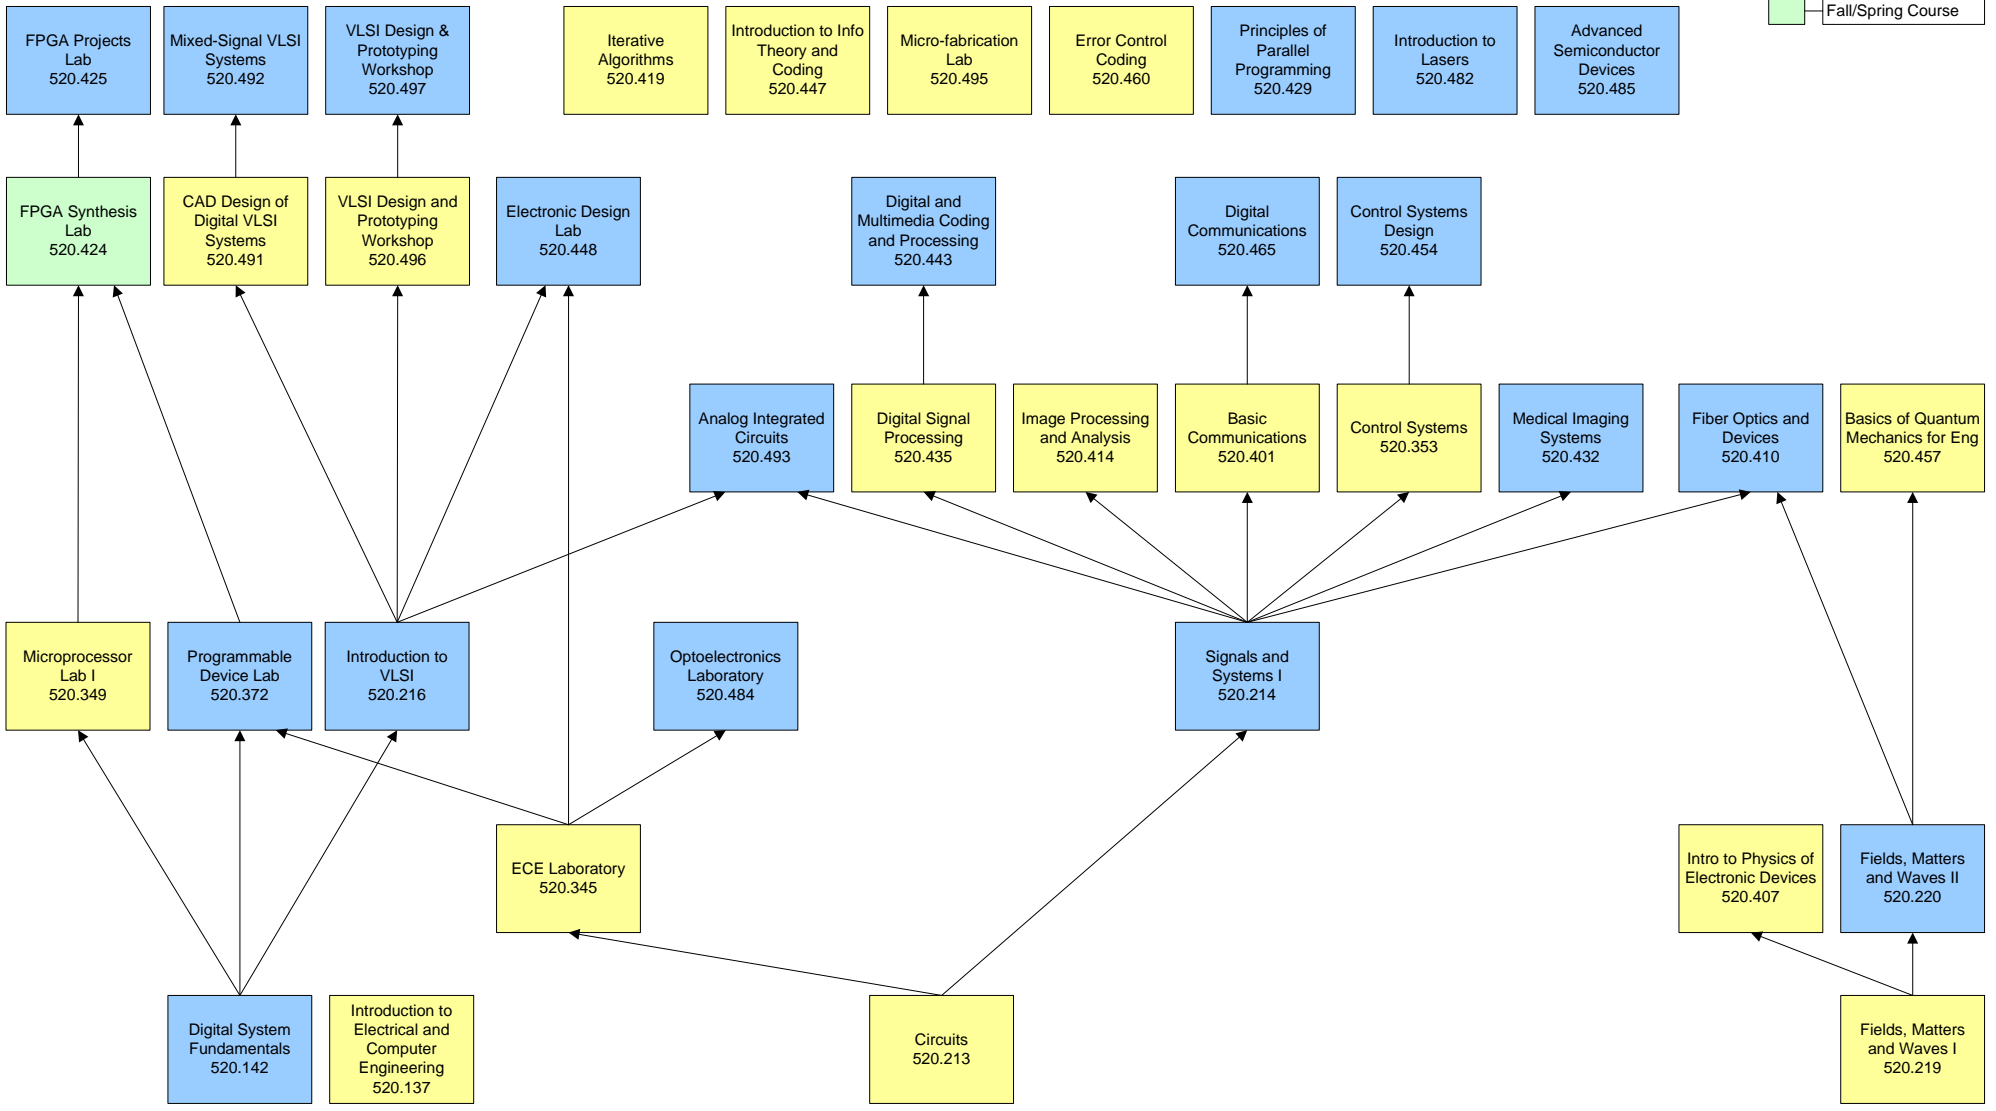 Fall/Spring Course
FPGA Projects
Lab
520.425
Mixed-Signal VLSI
Systems
520.492
VLSI Design &
Prototyping
Workshop
520.497
Iterative
Algorithms
520.419
Introduction to Info
Theory and
Coding
520.447
Micro-fabrication
Lab
520.495
Error Control
Coding
520.460
Principles of
Parallel
Programming
520.429
Introduction to
Lasers
520.482
Advanced
Semiconductor
Devices
520.485
FPGA Synthesis
Lab
520.424
CAD Design of
Digital VLSI
Systems
520.491
VLSI Design and
Prototyping
Workshop
520.496
Electronic Design
Lab
520.448
Digital and
Multimedia Coding
and Processing
520.443
Digital
Communications
520.465
Control Systems
Design
520.454
Analog Integrated
Circuits
520.493
Digital Signal
Processing
520.435
Image Processing
and Analysis
520.414
Basic
Communications
520.401
Control Systems
520.353
Medical Imaging
Systems
520.432
Fiber Optics and
Devices
520.410
Basics of Quantum
Mechanics for Eng
520.457
Microprocessor
Lab I
520.349
Programmable
Device Lab
520.372
Introduction to
VLSI
520.216
Optoelectronics
Laboratory
520.484
Signals and
Systems I
520.214
ECE Laboratory
520.345
Intro to Physics of
Electronic Devices
520.407
Fields, Matters
and Waves II
520.220
Digital System
Fundamentals
520.142
Introduction to
Electrical and
Computer
Engineering
520.137
Circuits
520.213
Fields, Matters
and Waves I
520.219